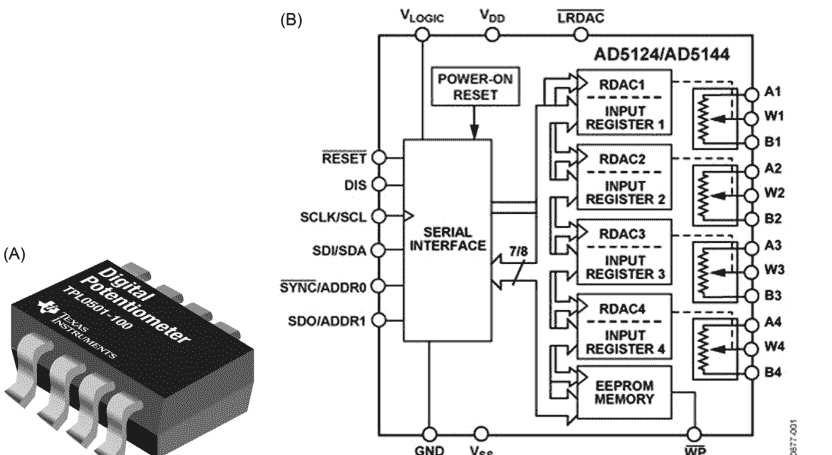 (B)
VLOGIC
VDD
LRDAC
AD5124/AD5144
POWER-ON
RESET
RDAC1
INPUT
REGISTER 1
A1
W1
B1
RESET
DIS
SCLK/SCL
SDI/SDA
SYNC/ADDR0
SDO/ADDR1
SERIAL
INTERFACE
7/8
RDAC2
INPUT
REGISTER 2
A2
W2
B2
RDAC3
INPUT
REGISTER 3
A3
W3
B3
RDAC4
INPUT
REGISTER 4
A4
W4
B4
EEPROM
MEMORY
GND
VSS
WP
(A)
Digital
Potentiometer
TPL0501-100
TEXAS
INSTRUMENTS